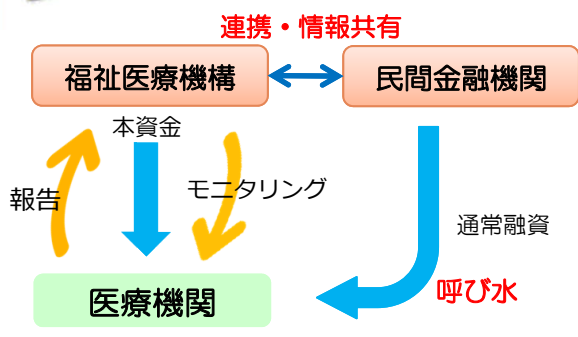 連携・情報共有
福祉医療機構
民間金融機関
本資金
報告
モニタリング
通常融資
呼び水
医療機関